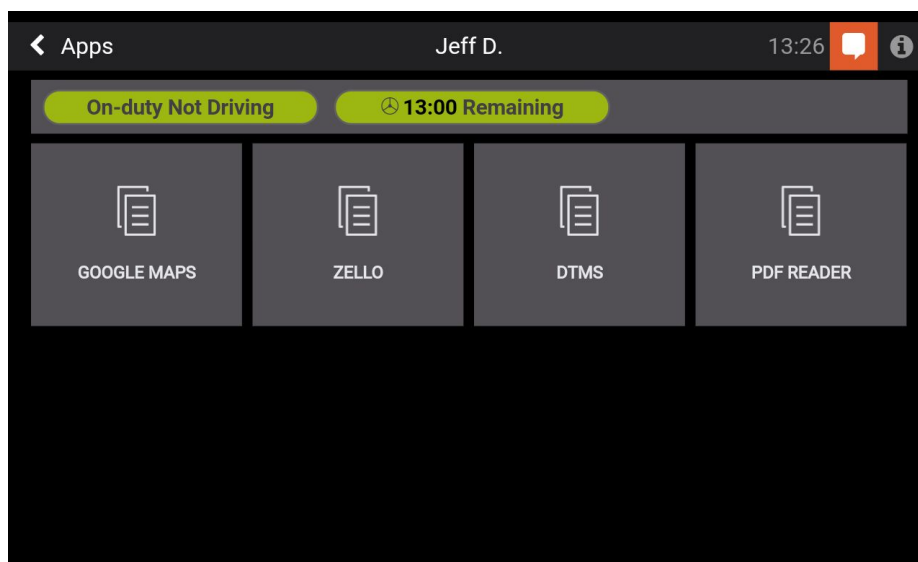 Apps Jeff D. 13:26
On-duty Not Driving 13:00 Remaining
GOOGLE MAPS ZELLO DTMS PDF READER